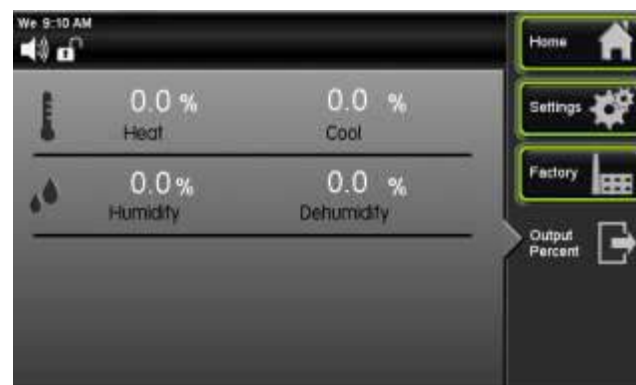 We 9:10 AM
Home
0.0 % 0.0 %
Heat Cool
Settings
0.0 % 0.0 %
Humidity Dehumidify
Factory
Output
Percent